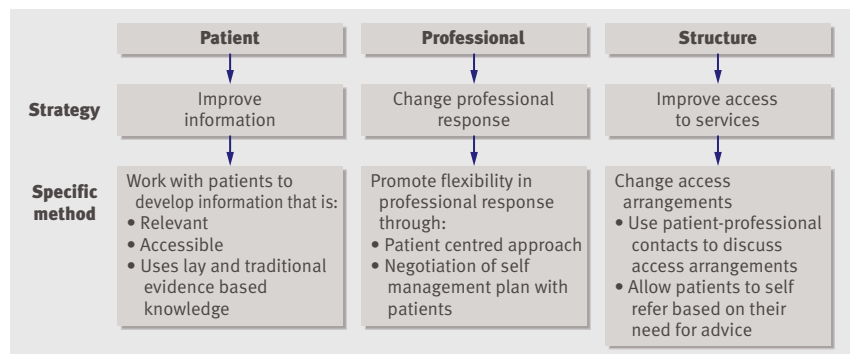 Patient
Professional
Structure
Strategy
Improve
information
Change professional
response
Improve access
to services
Specific
method
Work with patients to
develop information that is:
• Relevant
• Accessible
• Uses lay and traditional
evidence based
knowledge
Promote flexibility in
professional response
through:
• Patient centred approach
• Negotiation of self
management plan with
patients
Change access
arrangements
• Use patient-professional
contacts to discuss
access arrangements
• Allow patients to self
refer based on their
need for advice